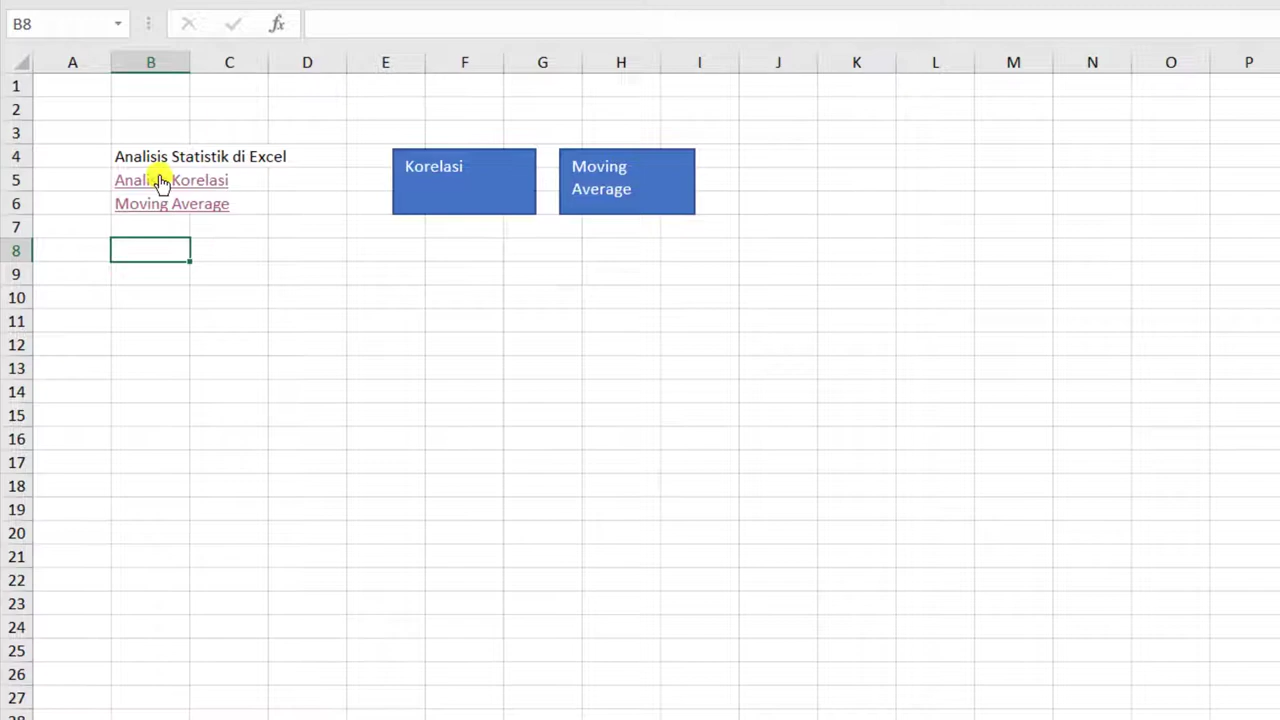 B8
fx
A B C D E F G H I J K L M N O P
1
2
3
4 Analisis Statistik di Excel
5 Analisis Korelasi
6 Moving Average
Korelasi
Moving
Average
7
8
9
10
11
12
13
14
15
16
17
18
19
20
21
22
23
24
25
26
27
28